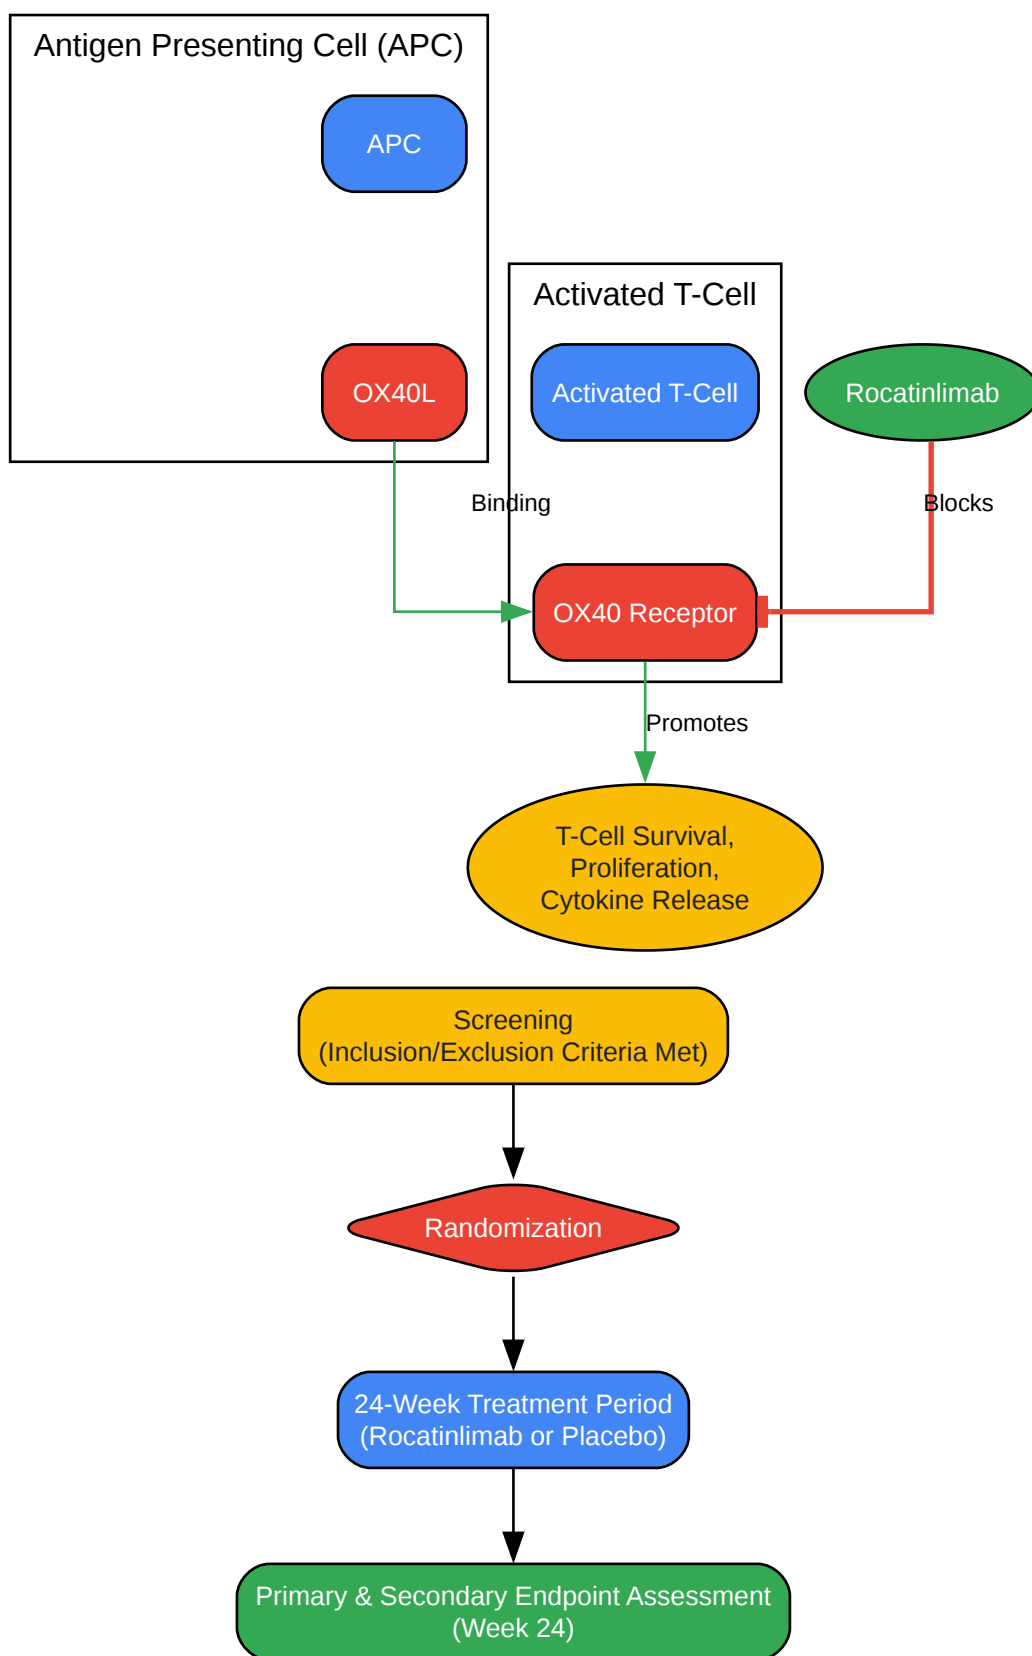 Antigen Presenting Cell (APC)
APC
Activated T-Cell
OX40L
Activated T-Cell
Rocatinlimab
Binding
Blocks
OX40 Receptor
Promotes
T-Cell Survival,
Proliferation,
Cytokine Release
Screening
(Inclusion/Exclusion Criteria Met)
Randomization
24-Week Treatment Period
(Rocatinlimab or Placebo)
Primary & Secondary Endpoint Assessment
(Week 24)